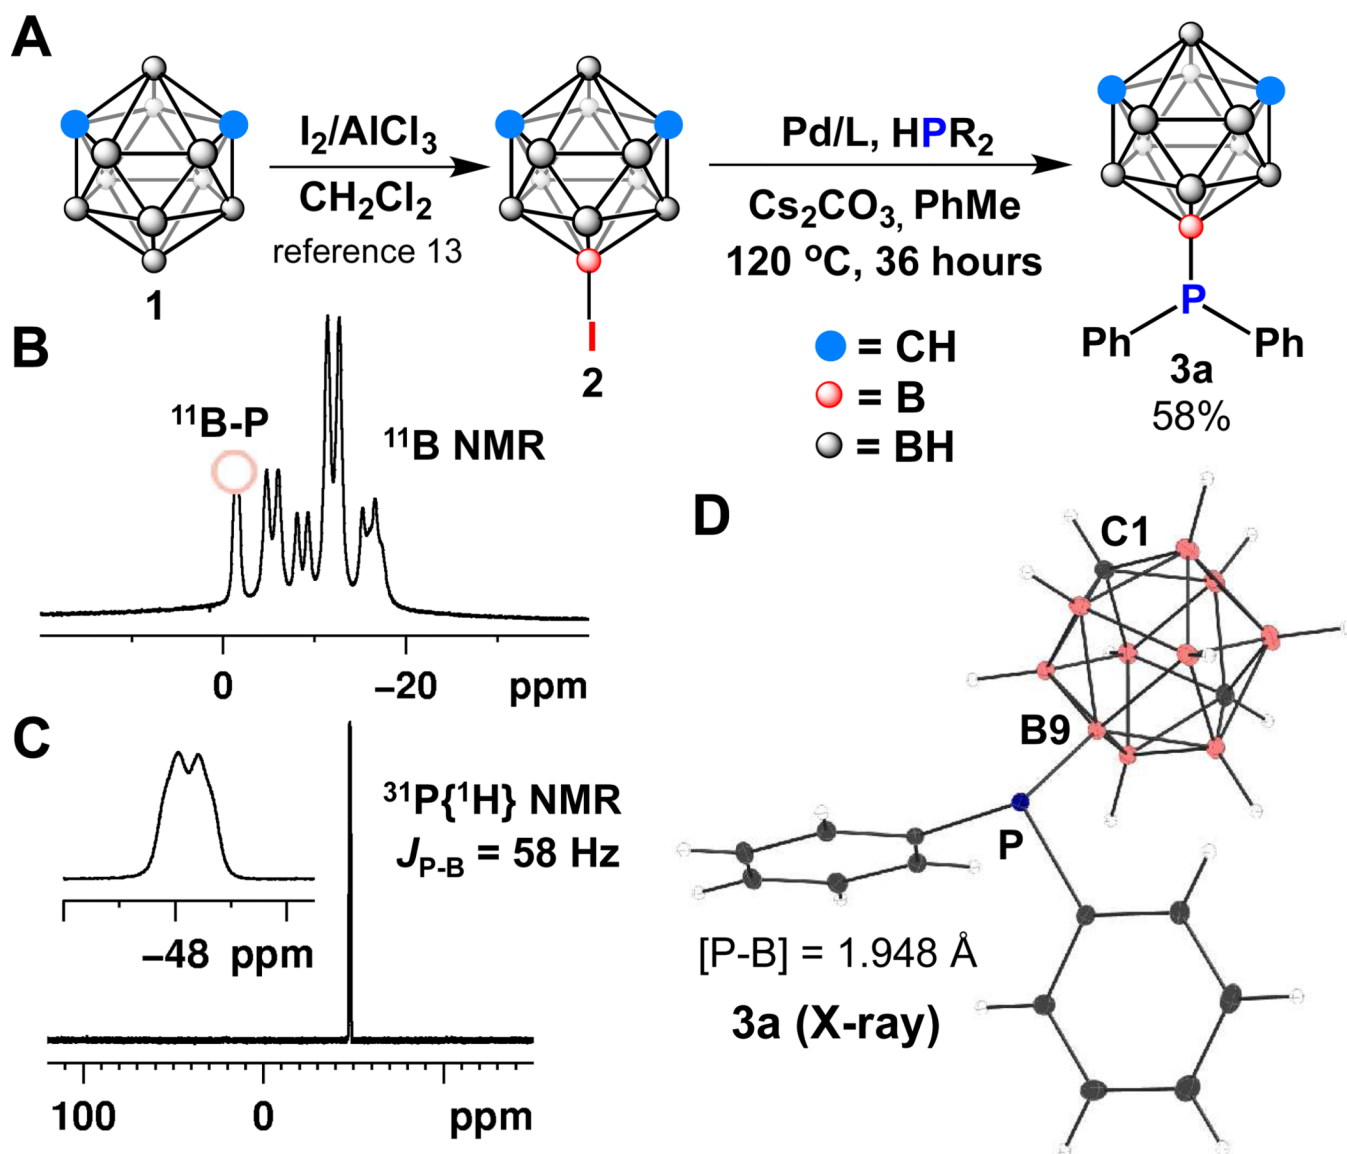 A
I₂/AlCl₃
CH₂Cl₂
reference 13
1
I
2
Pd/L, HPR₂
Cs₂CO₃, PhMe
120 ºC, 36 hours
P
Ph
Ph
3a
58%
= CH
= B
= BH
B
¹¹B-P
¹¹B NMR
0
−20
ppm
C
³¹P{¹H} NMR
J_P-B = 58 Hz
−48 ppm
100
0
ppm
D
C1
B9
P
[P-B] = 1.948 Å
3a (X-ray)